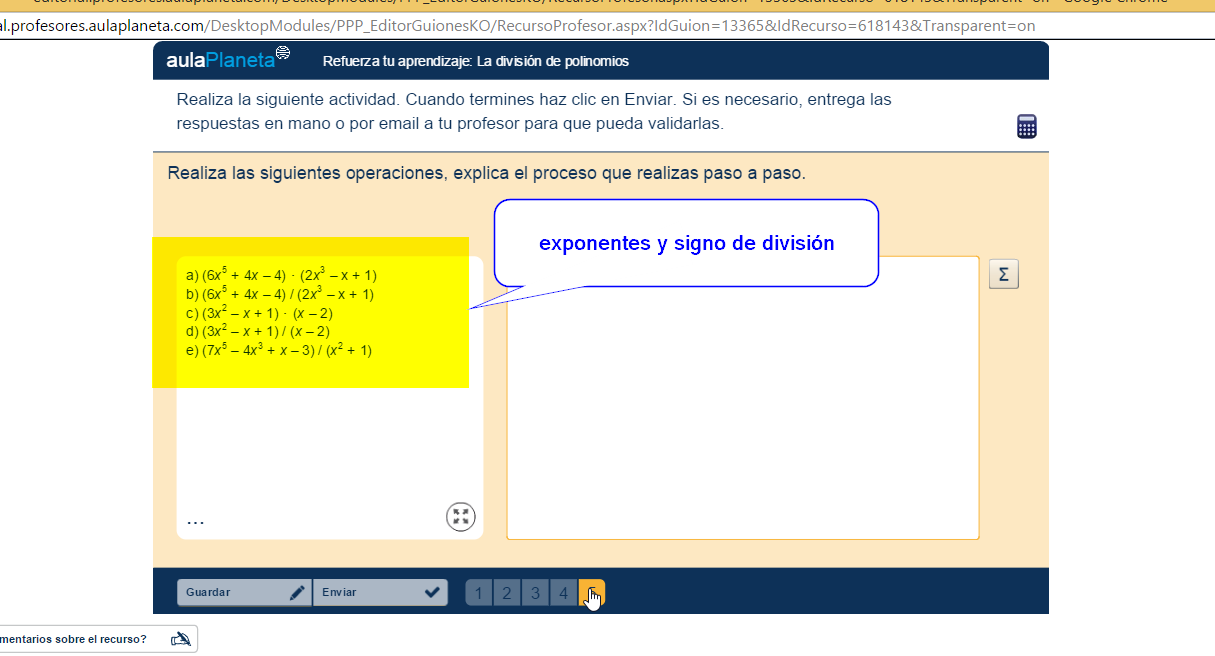 al.profesores.aulaplaneta.com/DesktopModules/PPP_EditorGuionesKO/RecursoProfesor.aspx?IdGuion=13365&IdRecurso=618143&Transparent=on
aulaPlaneta Refuerza tu aprendizaje: La división de polinomios
Realiza la siguiente actividad. Cuando termines haz clic en Enviar. Si es necesario, entrega las
respuestas en mano o por email a tu profesor para que pueda validarlas.
Realiza las siguientes operaciones, explica el proceso que realizas paso a paso.
exponentes y signo de división
a) (6x⁵ + 4x – 4) · (2x³ – x + 1)
b) (6x⁵ + 4x – 4) / (2x³ – x + 1)
c) (3x² – x + 1) · (x – 2)
d) (3x² – x + 1) / (x – 2)
e) (7x⁵ – 4x³ + x – 3) / (x² + 1)
Σ
...
Guardar Enviar 1 2 3 4
mentarios sobre el recurso?